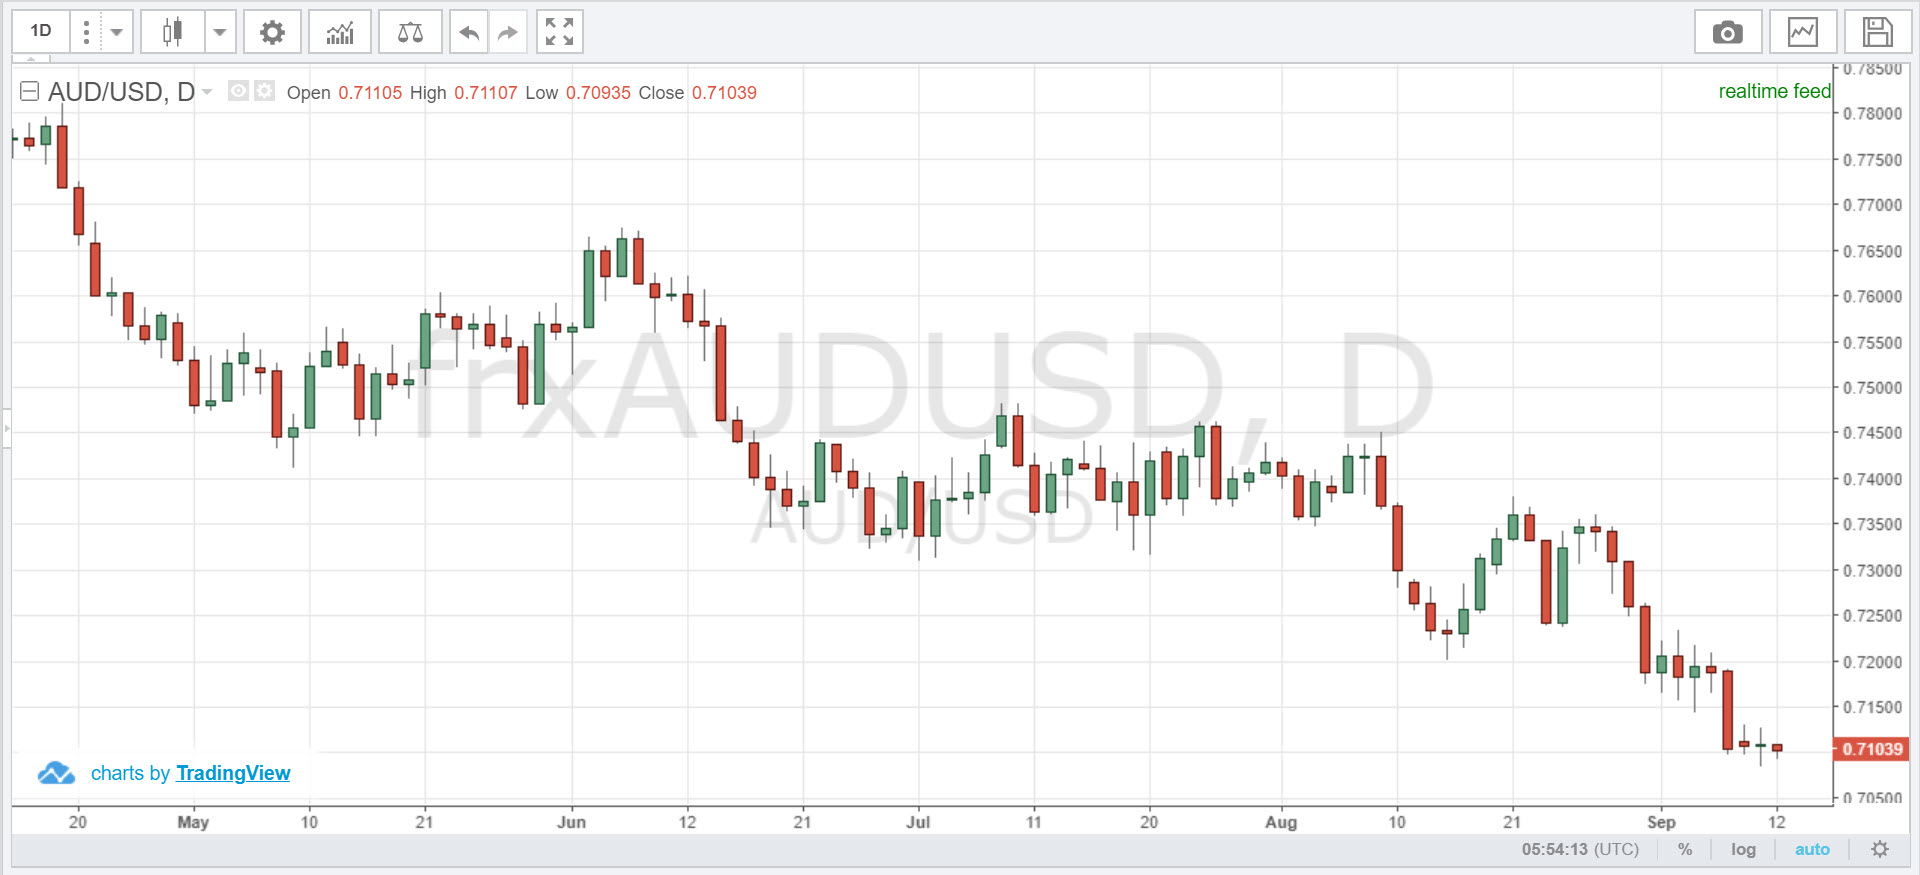 1D
AUD/USD, D Open 0.71105 High 0.71107 Low 0.70935 Close 0.71039
realtime feed
0.78500
0.78000
0.77500
0.77000
0.76500
0.76000
0.75500
0.75000
0.74500
0.74000
0.73500
0.73000
0.72500
0.72000
0.71500
0.71039
0.70500
frxAUDUSD, D
AUD/USD
charts by TradingView
20 May 10 21 Jun 12 21 Jul 11 20 Aug 10 21 Sep 12
05:54:13 (UTC) % log auto